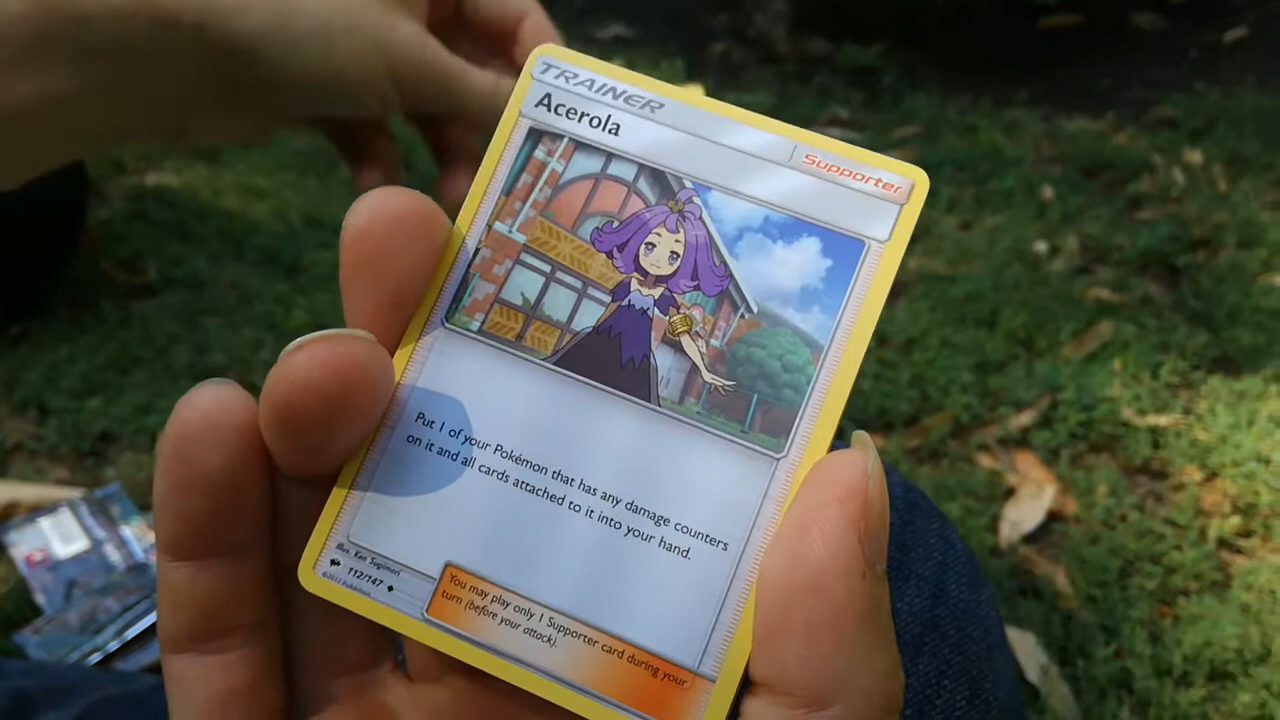 TRAINER
Acerola
Supporter
Put 1 of your Pokémon that has any damage counters
on it and all cards attached to it into your hand.
Illus. Ken Sugimori
112/147
©2017 Pokémon
You may play only 1 Supporter card during your
turn (before your attack).